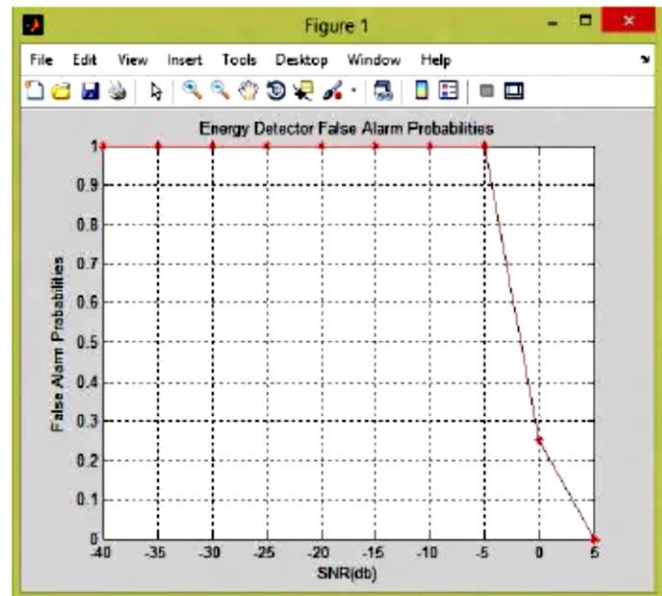 Figure 1
File Edit View Insert Tools Desktop Window Help
Energy Detector False Alarm Probabilities
1
0.9
0.8
0.7
0.6
0.5
0.4
0.3
0.2
0.1
0
False Alarm Probabilities
-40 -35 -30 -25 -20 -15 -10 -5 0 5
SNR(db)